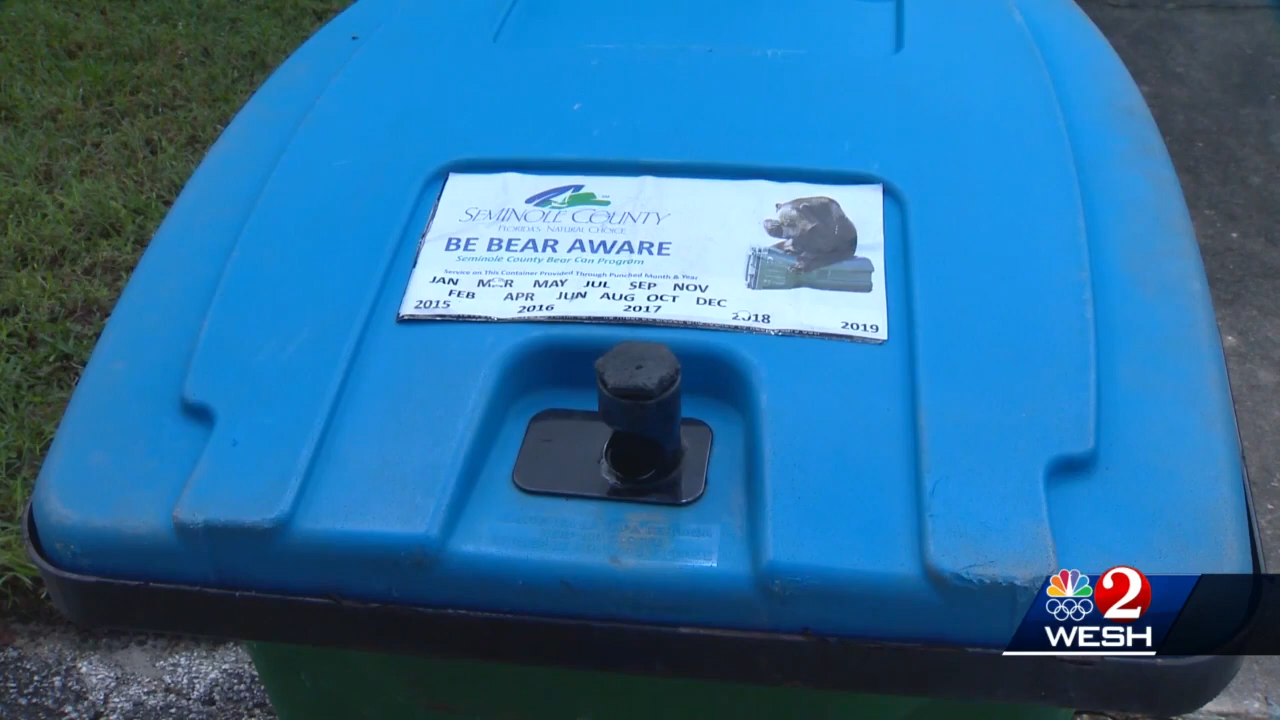 SEMINOLE COUNTY
FLORIDA'S NATURAL CHOICE
BE BEAR AWARE
Seminole County Bear Can Program
Service on This Container Provided Through Punched Month & Year
JAN MAR MAY JUL SEP NOV
FEB APR JUN AUG OCT DEC
2015 2016 2017 2018 2019
2
WESH